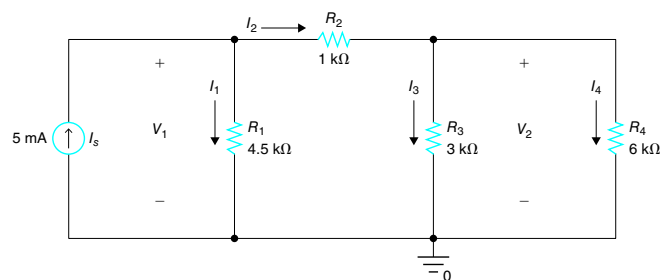 I₂ R₂
1 kΩ
+ I₁ I₃ + I₄
5 mA Iₛ V₁ R₁ R₃ V₂ R₄
4.5 kΩ 3 kΩ 6 kΩ
− −
0